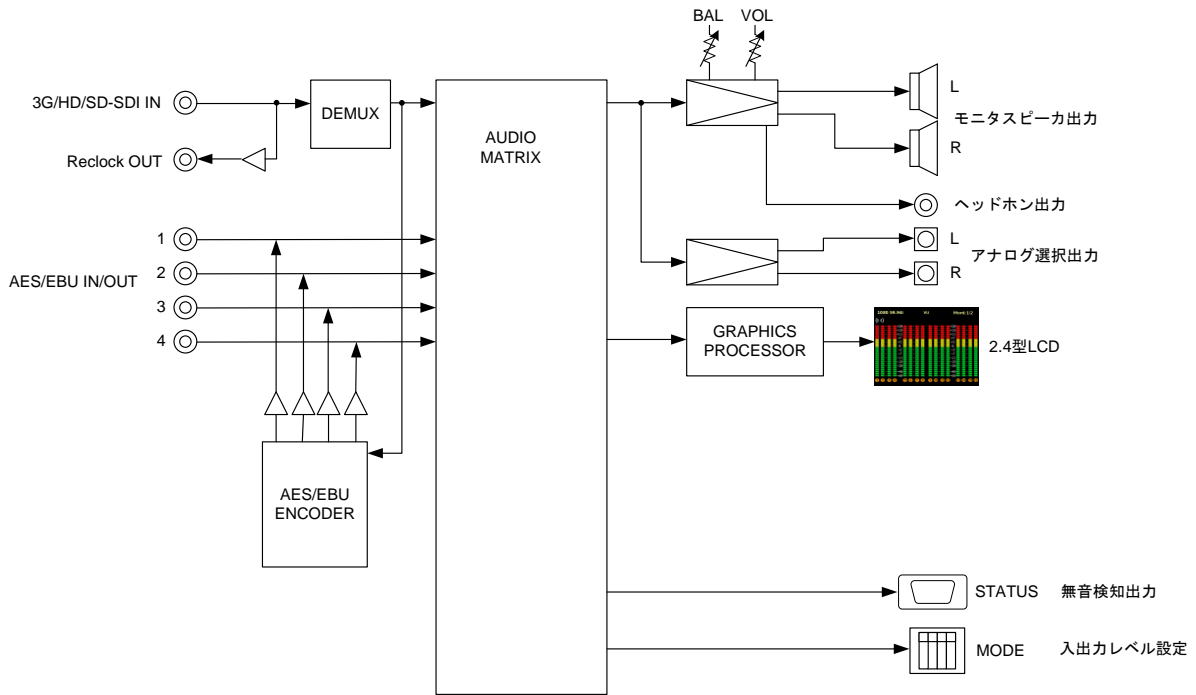 BAL
VOL
3G/HD/SD-SDI IN
DEMUX
AUDIO
MATRIX
L
モニタスピーカ出力
R
Reclock OUT
ヘッドホン出力
1
AES/EBU IN/OUT
2
3
4
L
アナログ選択出力
R
GRAPHICS
PROCESSOR
VU
2.4型LCD
AES/EBU
ENCODER
STATUS 無音検知出力
MODE 入出力レベル設定